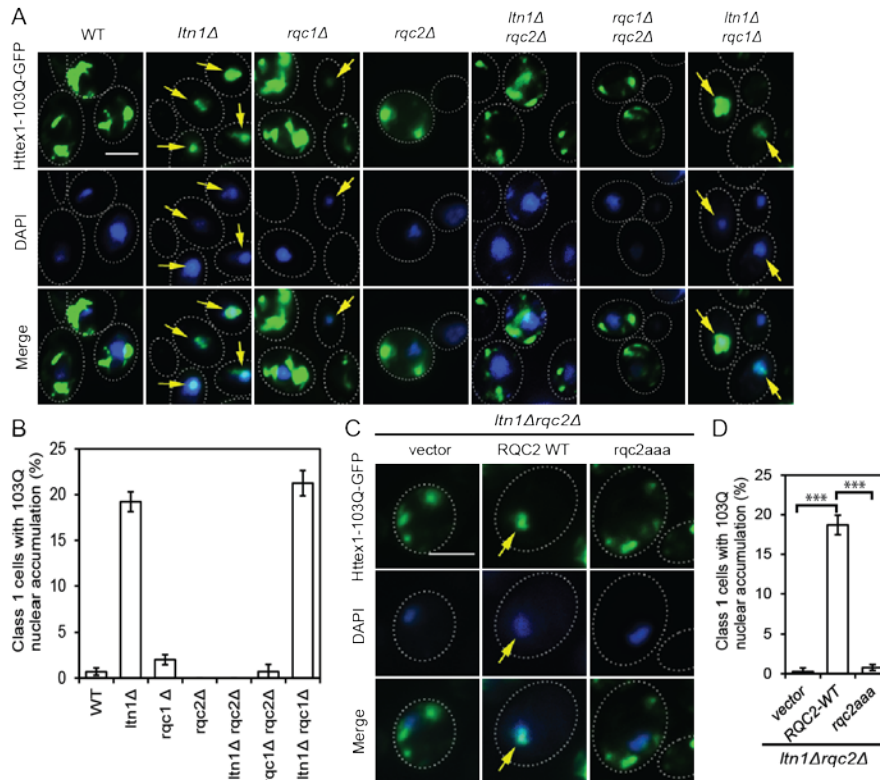 A
WT ltn1Δ rqc1Δ rqc2Δ ltn1Δ rqc2Δ rqc1Δ rqc2Δ ltn1Δ rqc1Δ
Httex1-103Q-GFP
DAPI
Merge
B
Class 1 cells with 103Q
nuclear accumulation (%)
25
20
15
10
5
0
WT
ltn1Δ
rqc1 Δ
rqc2Δ
ltn1Δ rqc2Δ
rqc1Δ rqc2Δ
ltn1Δ rqc1Δ
C
ltn1Δrqc2Δ
vector RQC2 WT rqc2aaa
Httex1-103Q-GFP
DAPI
Merge
D
Class 1 cells with 103Q
nuclear accumulation (%)
25
20
15
10
5
0
*** ***
vector
RQC2-WT
rqc2aaa
ltn1Δrqc2Δ